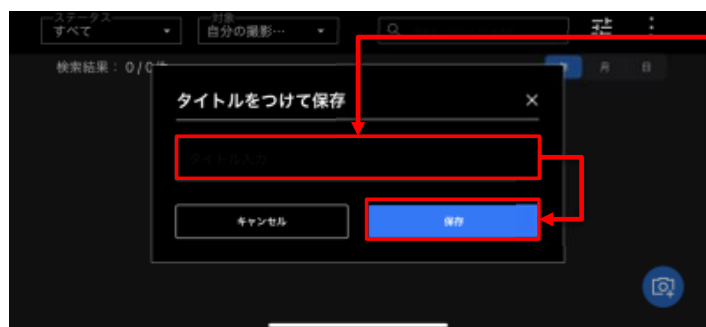 ステータス
すべて
対象
自分の撮影…
検索結果： 0 / 0
月
日
タイトルをつけて保存
タイトル入力
キャンセル
保存